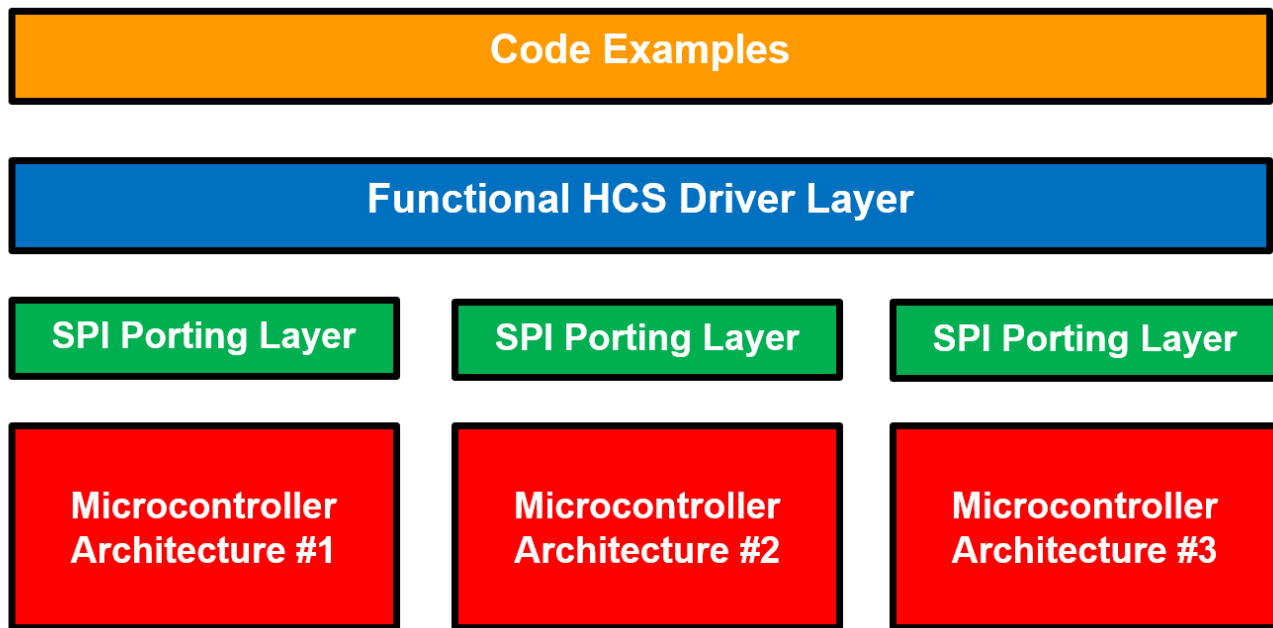 Code Examples
Functional HCS Driver Layer
SPI Porting Layer
SPI Porting Layer
SPI Porting Layer
Microcontroller
Architecture #1
Microcontroller
Architecture #2
Microcontroller
Architecture #3